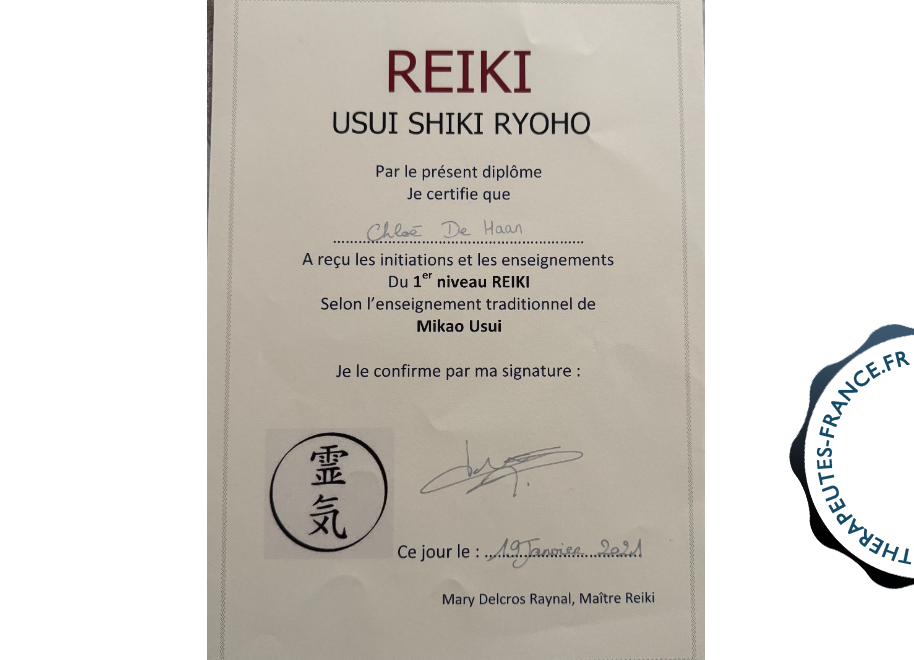 REIKI
USUI SHIKI RYOHO
Par le présent diplôme
Je certifie que
Chloé De Haan
A reçu les initiations et les enseignements
Du 1er niveau REIKI
Selon l'enseignement traditionnel de
Mikao Usui
Je le confirme par ma signature :
霊
気
Ce jour le : 19 Janvier 2021
Mary Delcros Raynal, Maître Reiki
THERAPEUTES-FRANCE.FR